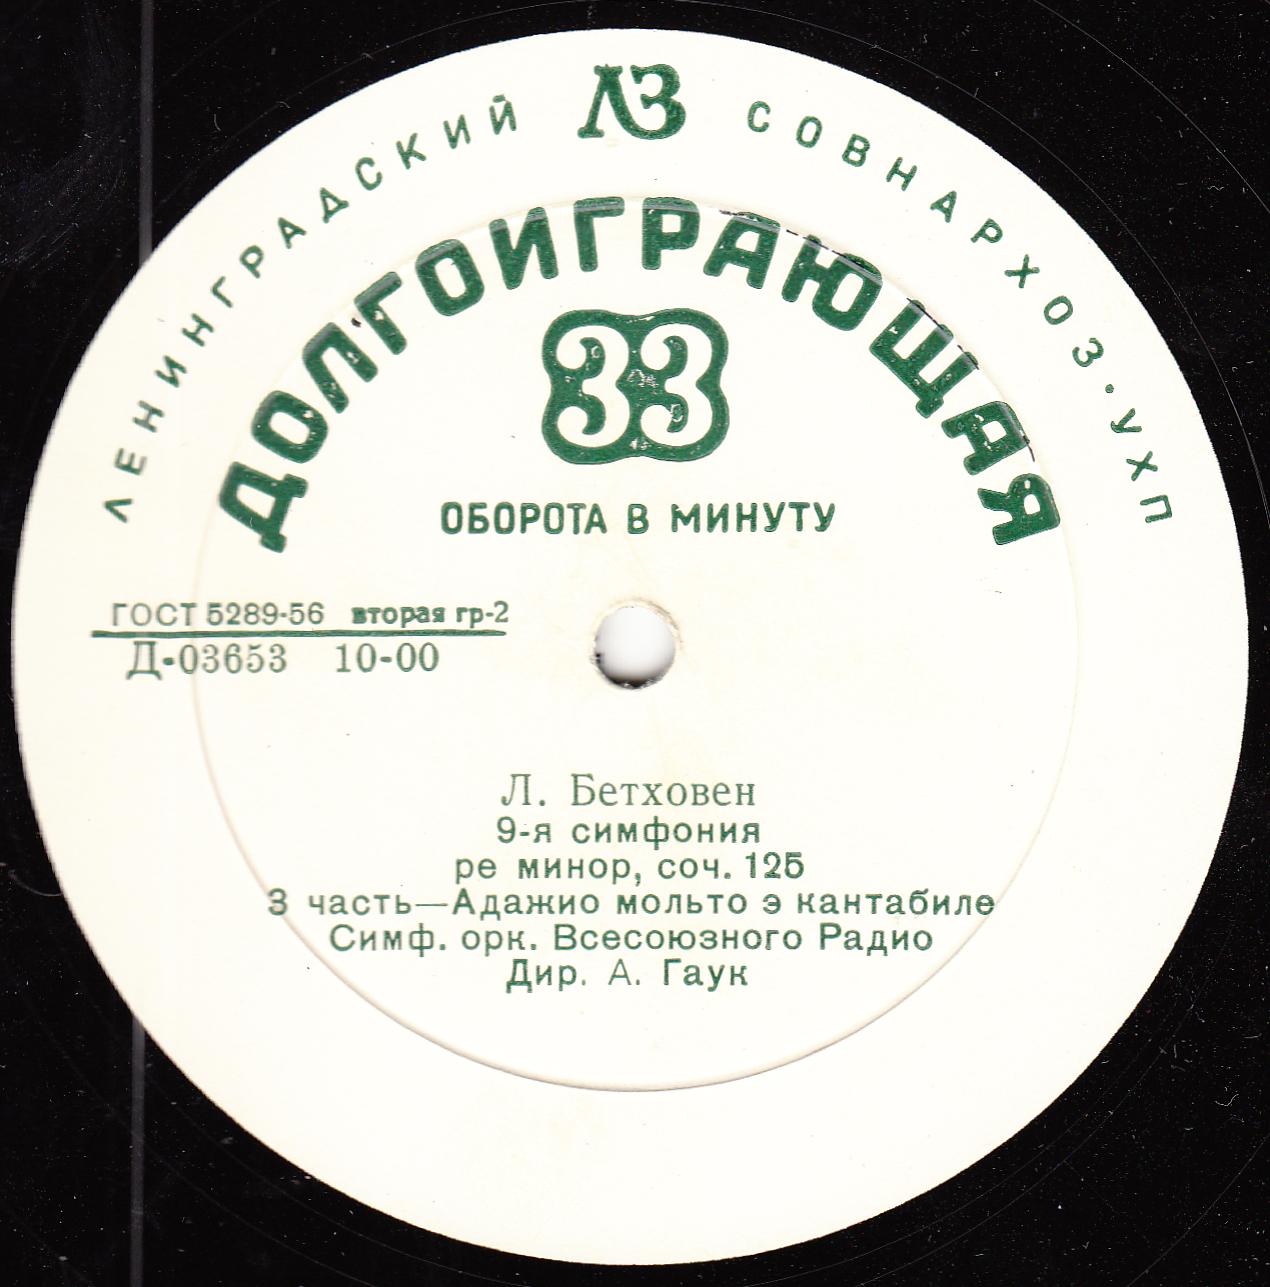 ЛЕНИНГРАДСКИЙ ЛЗ СОВНАРХОЗ · УХП
ДОЛГОИГРАЮЩАЯ
33
ОБОРОТА В МИНУТУ
ГОСТ 5289-56 вторая гр-2
Д-03653 10-00
Л. Бетховен
9-я симфония
ре минор, соч. 125
3 часть—Адажио мольто э кантабиле
Симф. орк. Всесоюзного Радио
Дир. А. Гаук